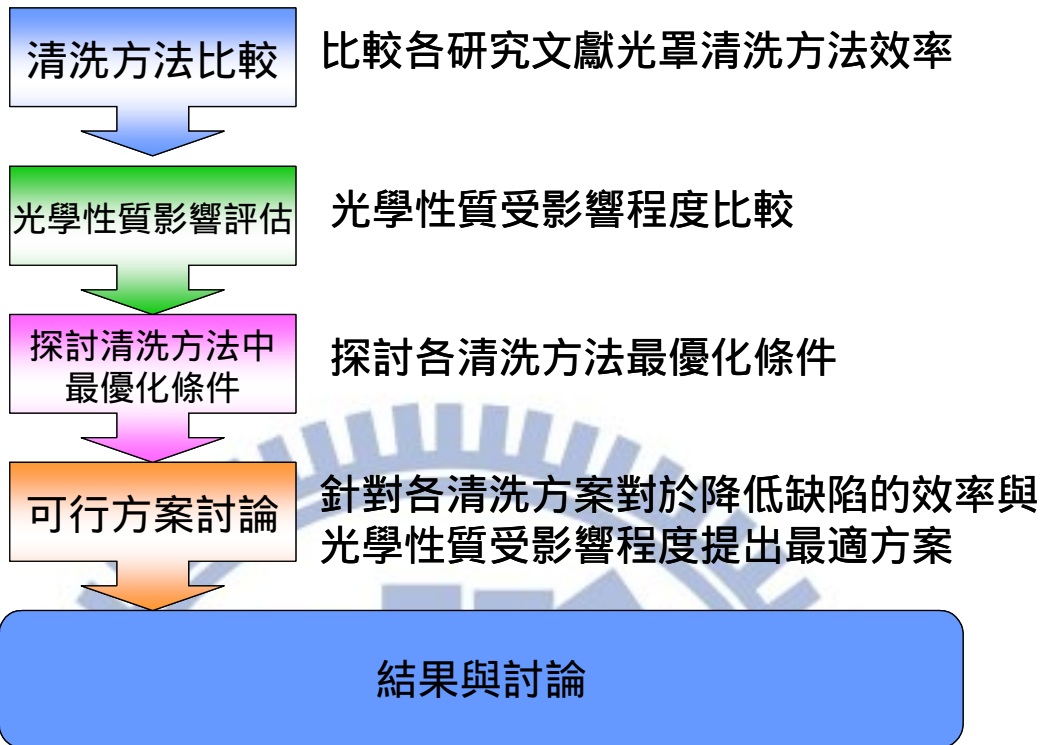 清洗方法比較
比較各研究文獻光罩清洗方法效率
光學性質影響評估
光學性質受影響程度比較
探討清洗方法中
最優化條件
探討各清洗方法最優化條件
可行方案討論
針對各清洗方案對於降低缺陷的效率與
光學性質受影響程度提出最適方案
結果與討論